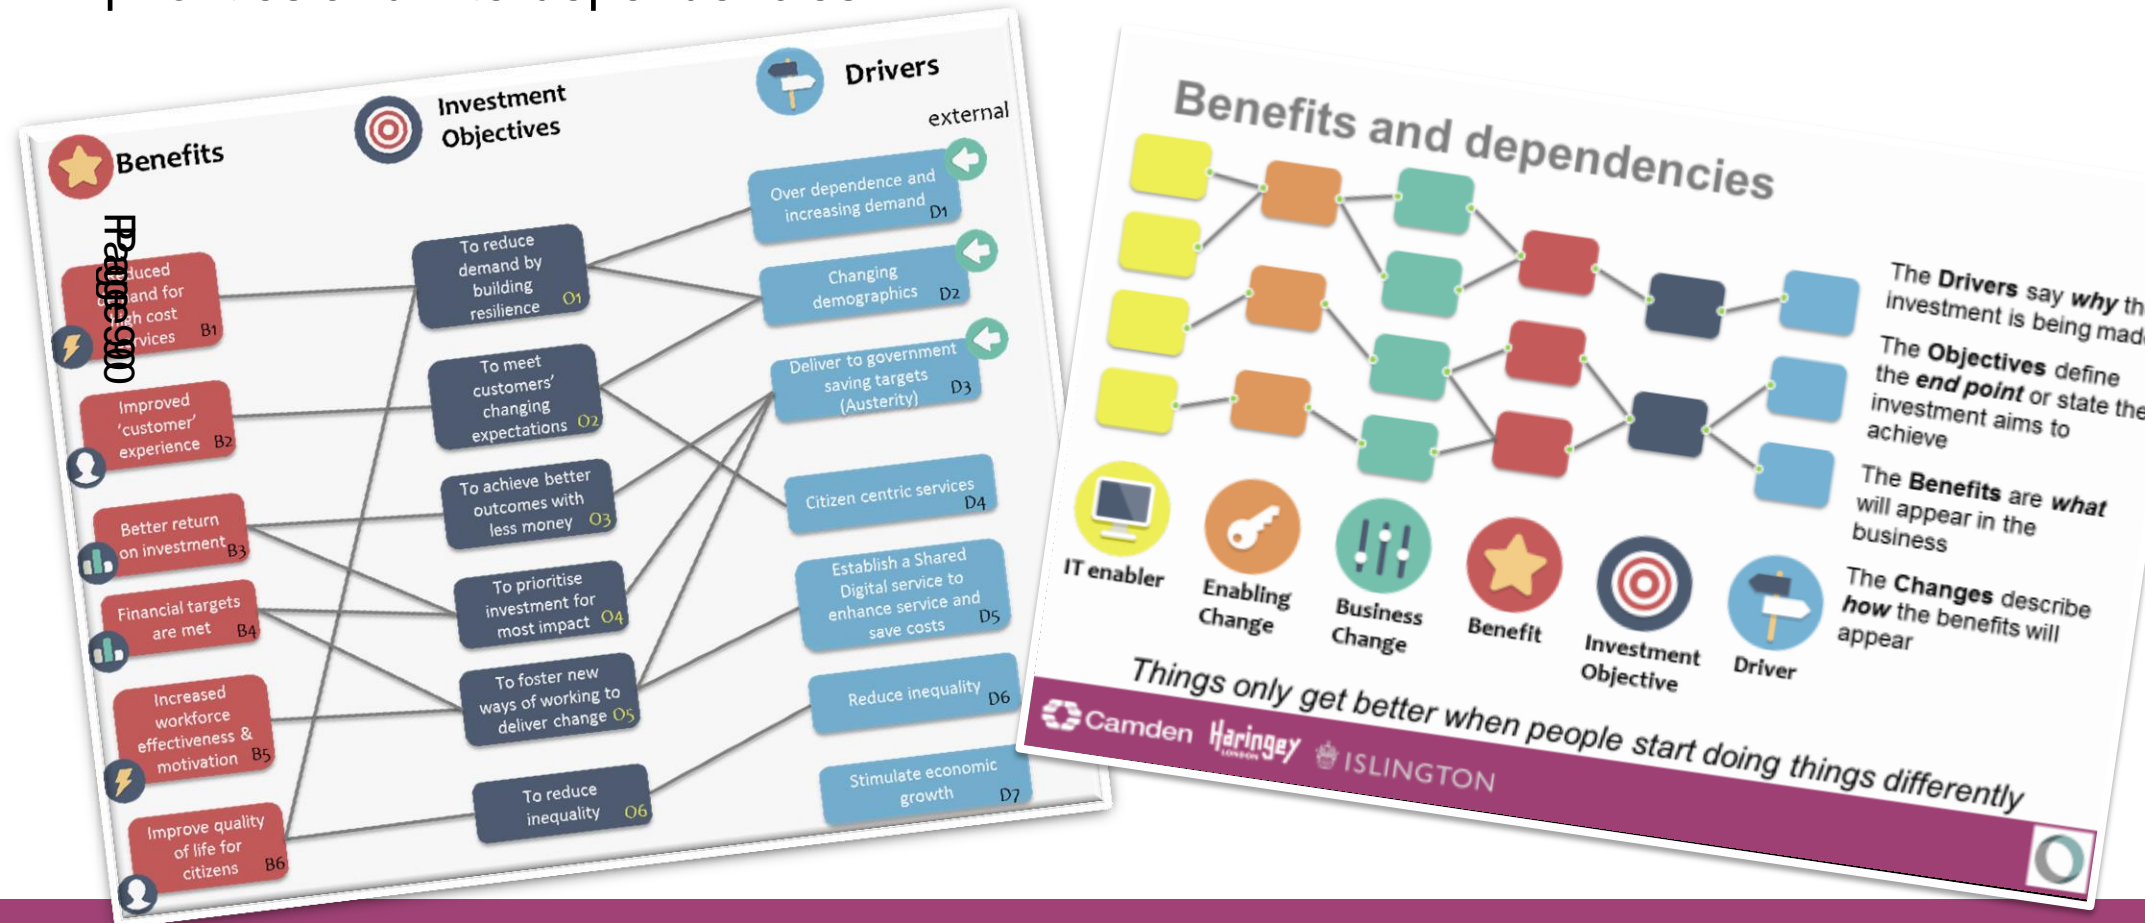 Benefits
Investment
Objectives
Drivers
external
demand for
high cost
services B1
Improved
‘customer’
experience B2
Better return
on investment B3
Financial targets
are met B4
Increased
workforce
effectiveness &
motivation B5
Improve quality
of life for
citizens B6
To reduce
demand by
building
resilience O1
To meet
customers’
changing
expectations O2
To achieve better
outcomes with
less money O3
To prioritise
investment for
most impact O4
To foster new
ways of working to
deliver change O5
To reduce
inequality O6
Over dependence and
increasing demand D1
Changing
demographics D2
Deliver to government
saving targets
(Austerity) D3
Citizen centric services
D4
Establish a Shared
Digital service to
enhance service and
save costs D5
Reduce inequality D6
Stimulate economic
growth D7
Benefits and dependencies
The Drivers say why
investment is being
The Objectives define
the end point or state
investment aims to
achieve
The Benefits are what
will appear in the
business
The Changes describe
how the benefits will
appear
IT enabler
Enabling
Change
Business
Change
Benefit
Investment
Objective
Driver
Things only get better when people start doing things differently
Camden Haringey LONDON ISLINGTON